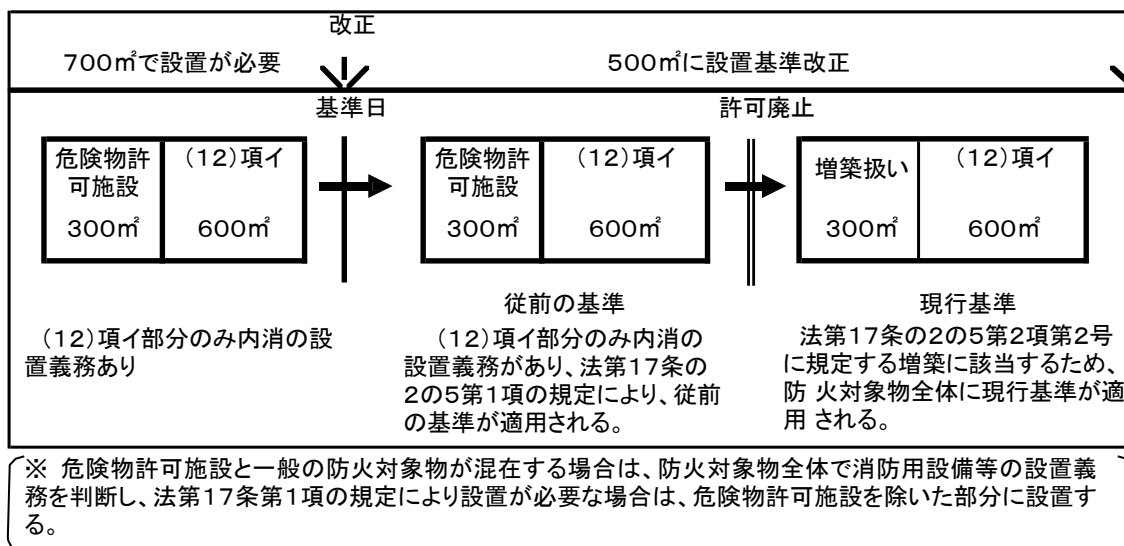 改正
700㎡で設置が必要
500㎡に設置基準改正
基準日
許可廃止
危険物許
可施設
300㎡
(12)項イ
600㎡
危険物許
可施設
300㎡
(12)項イ
600㎡
増築扱い
300㎡
(12)項イ
600㎡
(12)項イ部分のみ内消の設
置義務あり
従前の基準
(12)項イ部分のみ内消の
設置義務があり、法第17条の
2の5第1項の規定により、従前
の基準が適用される。
現行基準
法第17条の2の5第2項第2号
に規定する増築に該当するため、
防 火対象物全体に現行基準が適
用 される。
※ 危険物許可施設と一般の防火対象物が混在する場合は、防火対象物全体で消防用設備等の設置義
務を判断し、法第17条第1項の規定により設置が必要な場合は、危険物許可施設を除いた部分に設置す
る。